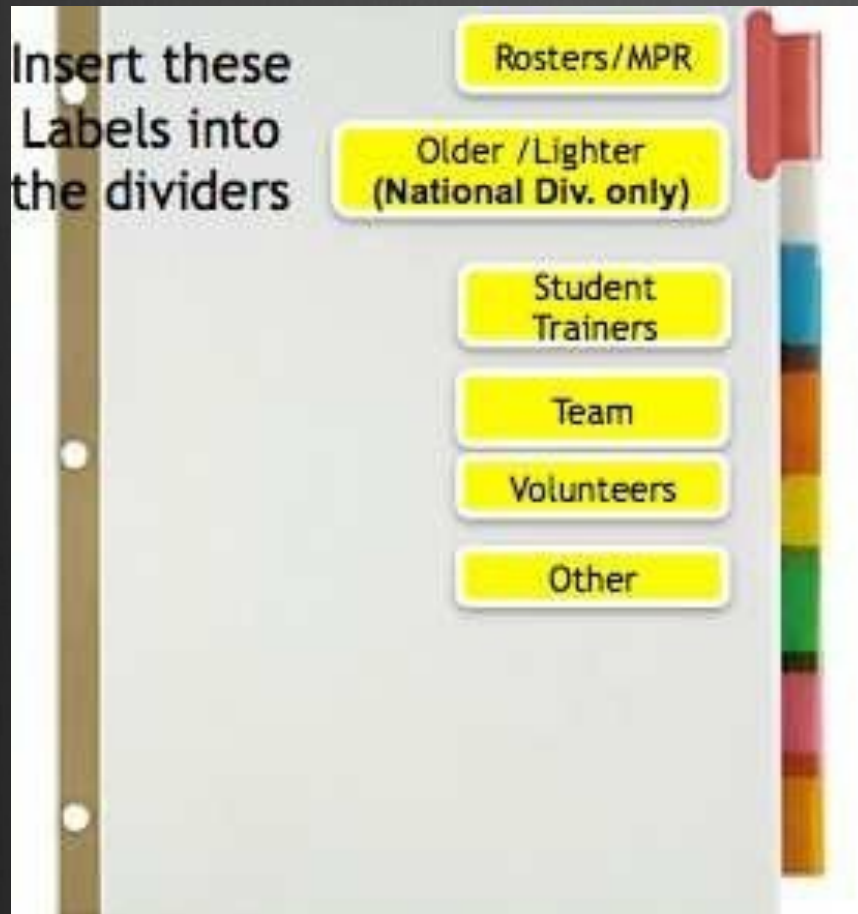 Insert these
Labels into
the dividers
Rosters/MPR
Older /Lighter
(National Div. only)
Student
Trainers
Team
Volunteers
Other